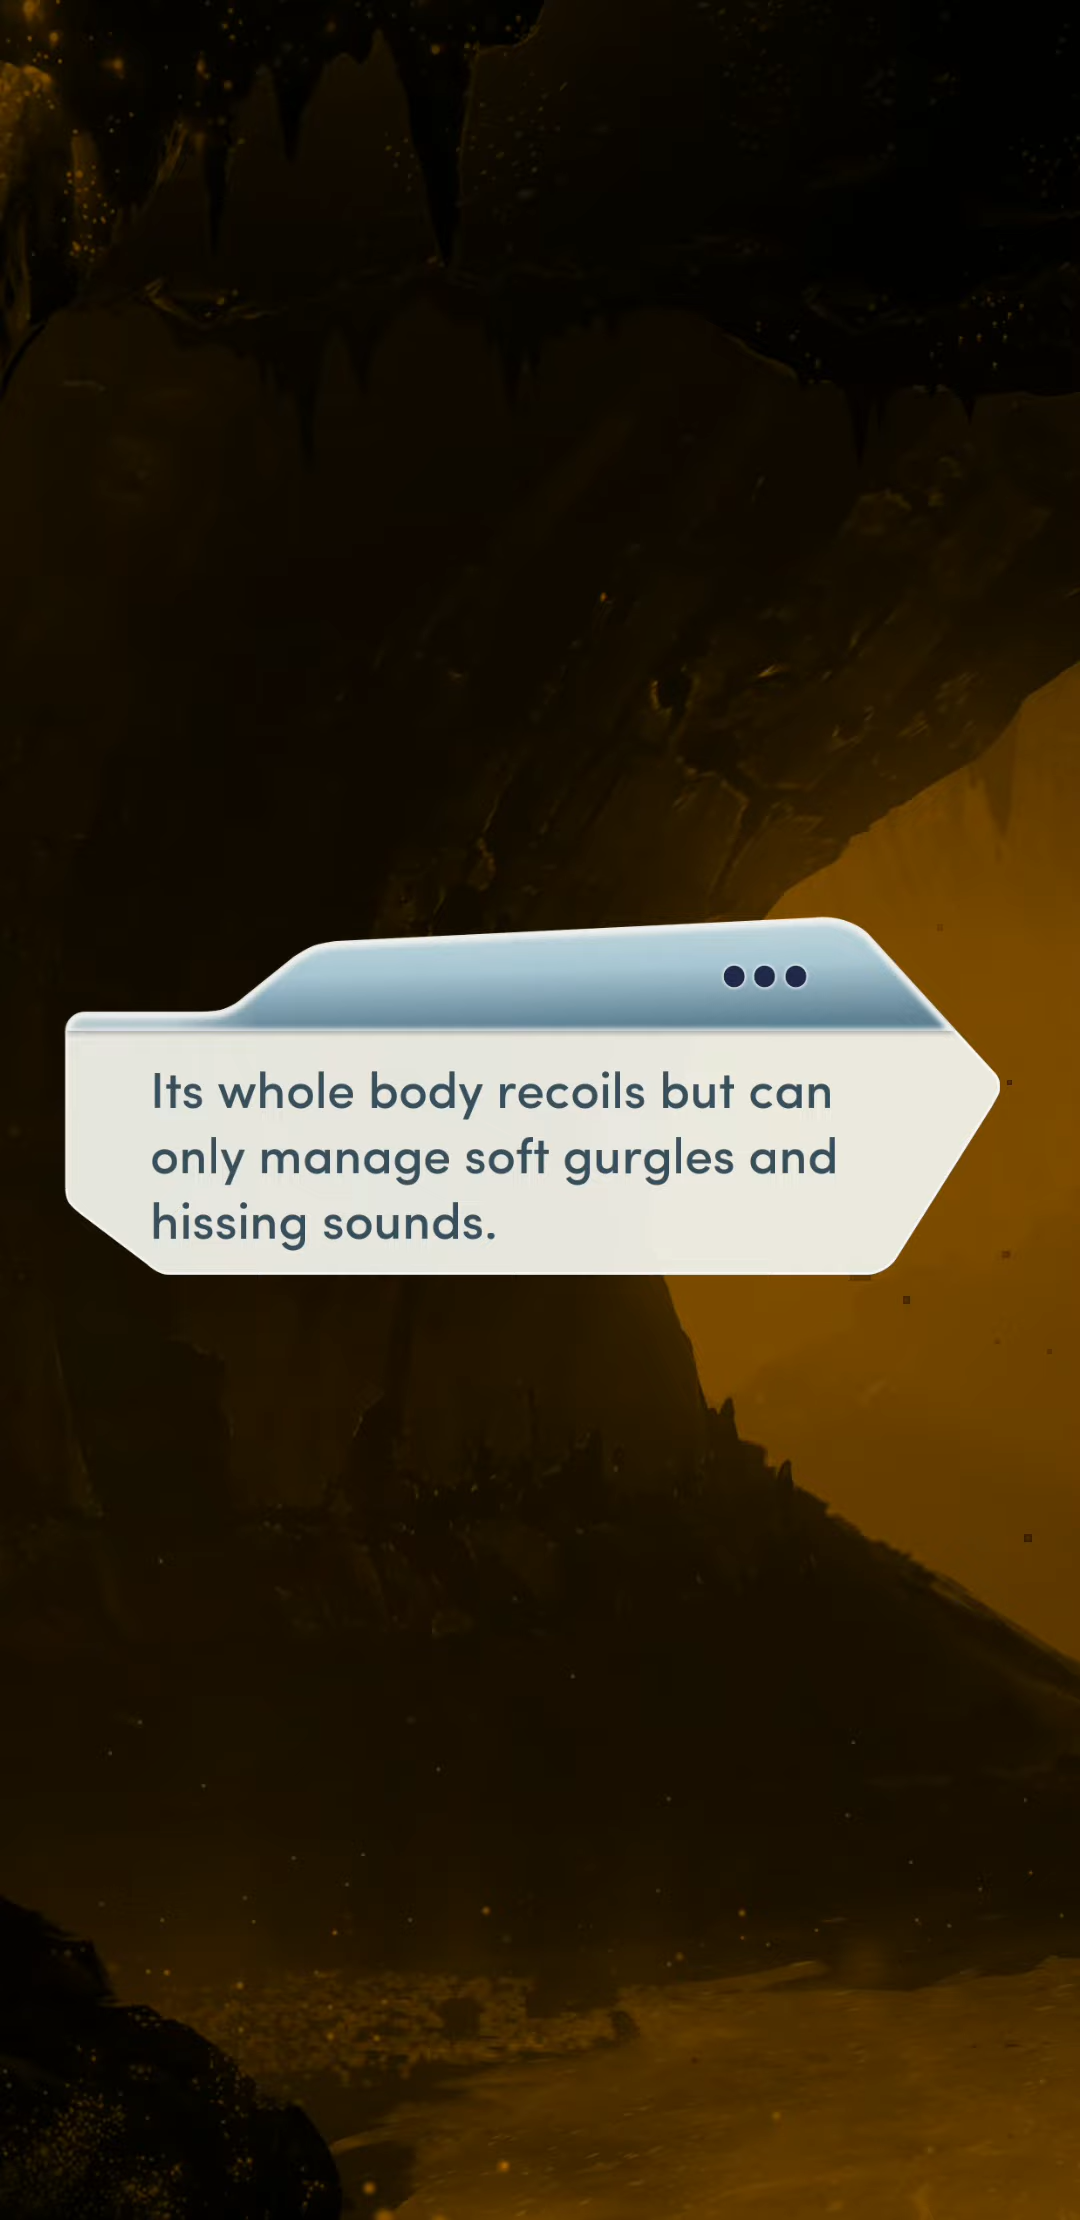 Its whole body recoils but can
only manage soft gurgles and
hissing sounds.